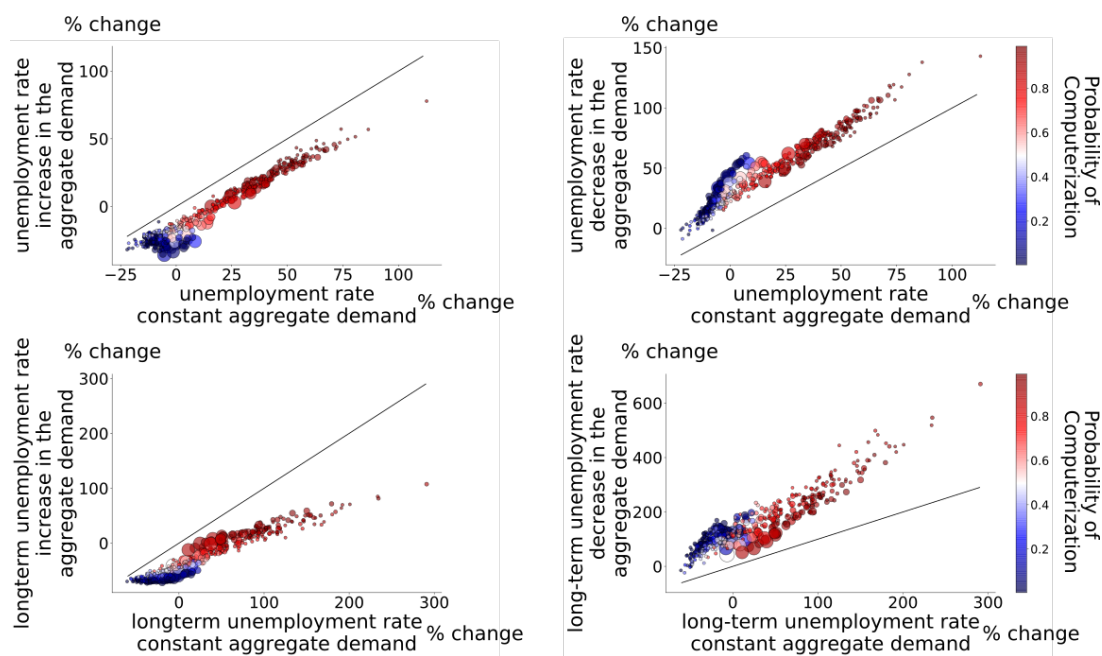 % change
unemployment rate
increase in the
aggregate demand
100
50
0
−25
0
25
50
75
100
unemployment rate
constant aggregate demand
% change
% change
unemployment rate
decrease in the
aggregate demand
150
100
50
0
0
50
100
−25
0
25
50
75
100
unemployment rate
constant aggregate demand
% change
0.8
0.6
0.4
0.2
Probability of
Computerization
% change
longterm unemployment rate
increase in the
aggregate demand
300
200
100
0
0
100
200
300
longterm unemployment rate
constant aggregate demand
% change
% change
long-term unemployment rate
decrease in the
aggregate demand
600
400
200
0
0
100
200
300
long-term unemployment rate
constant aggregate demand
% change
0.8
0.6
0.4
0.2
Probability of
Computerization